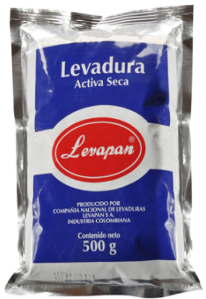 Levadura
Activa Seca
Levapan®
PRODUCIDO POR
COMPAÑIA NACIONAL DE LEVADURAS
LEVAPAN S.A.
INDUSTRIA COLOMBIANA
Contenido neto
500 g